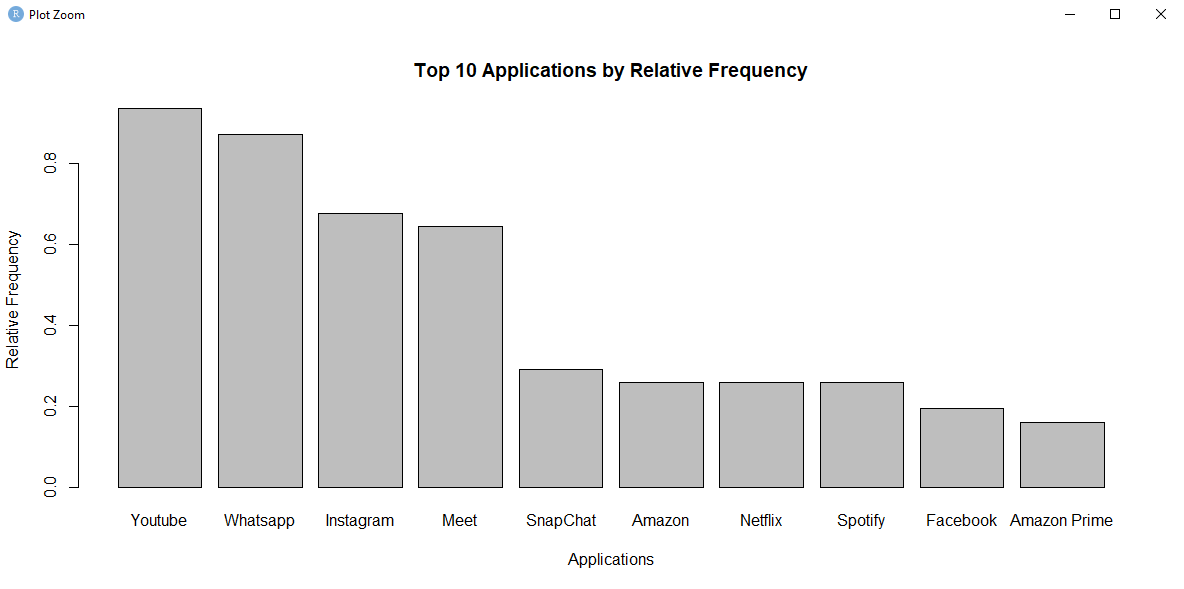 R Plot Zoom
Top 10 Applications by Relative Frequency
Relative Frequency
0.8
0.6
0.4
0.2
0.0
Youtube Whatsapp Instagram Meet SnapChat Amazon Netflix Spotify Facebook Amazon Prime
Applications